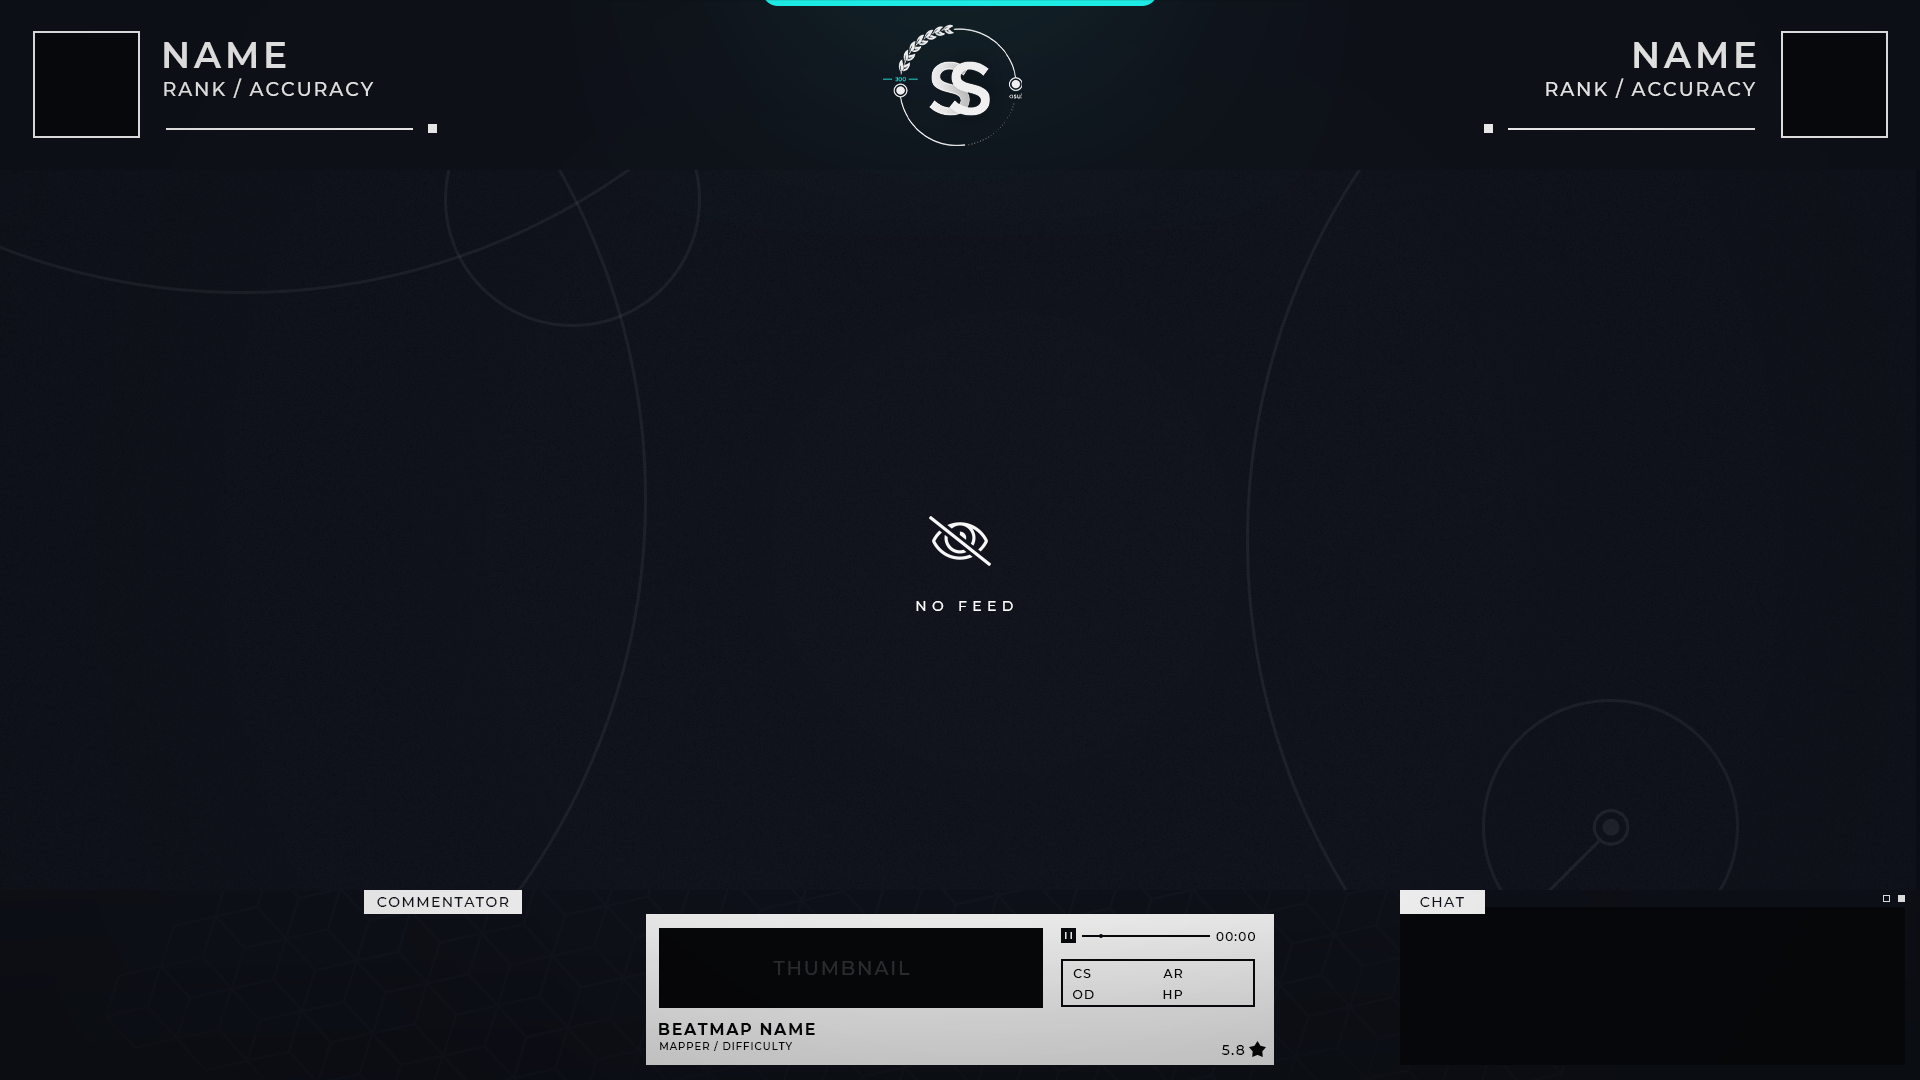 NAME
RANK / ACCURACY
300
SS
osu!
NAME
RANK / ACCURACY
NO FEED
COMMENTATOR
THUMBNAIL
00:00
CS AR
OD HP
BEATMAP NAME
MAPPER / DIFFICULTY
5.8
CHAT